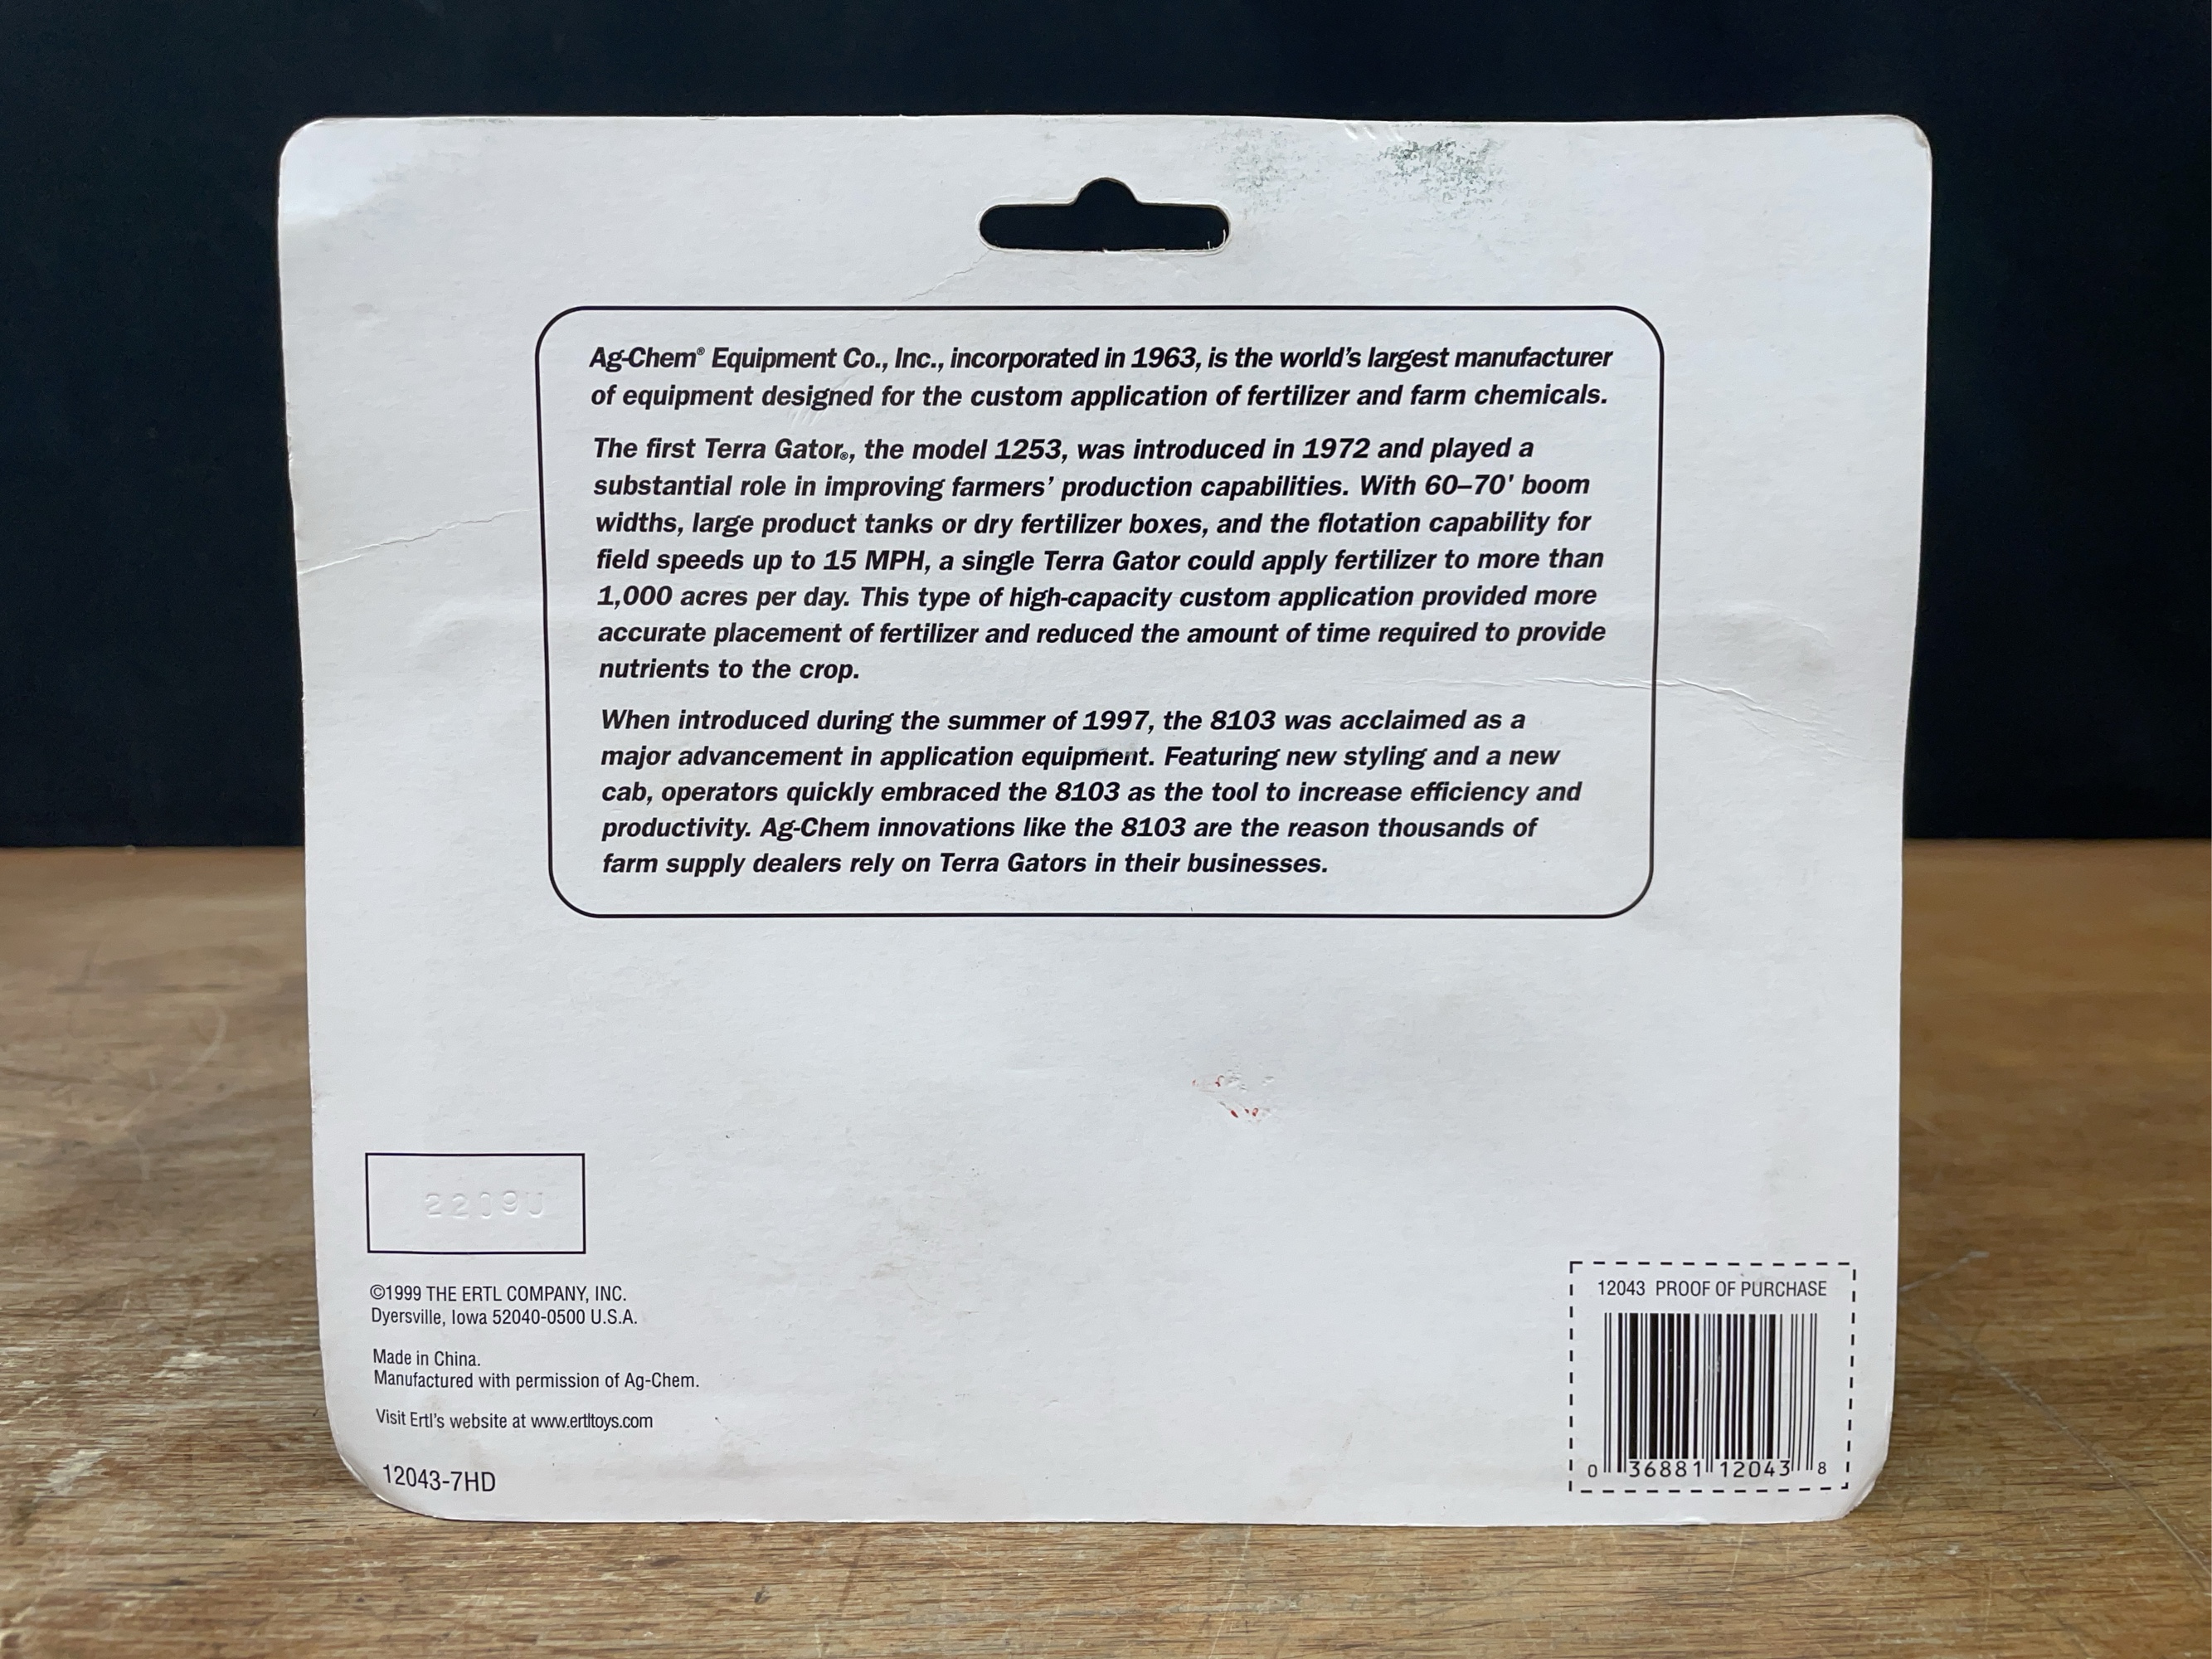 Ag-Chem® Equipment Co., Inc., incorporated in 1963, is the world's largest manufacturer
of equipment designed for the custom application of fertilizer and farm chemicals.
The first Terra Gator®, the model 1253, was introduced in 1972 and played a
substantial role in improving farmers' production capabilities. With 60–70' boom
widths, large product tanks or dry fertilizer boxes, and the flotation capability for
field speeds up to 15 MPH, a single Terra Gator could apply fertilizer to more than
1,000 acres per day. This type of high-capacity custom application provided more
accurate placement of fertilizer and reduced the amount of time required to provide
nutrients to the crop.
When introduced during the summer of 1997, the 8103 was acclaimed as a
major advancement in application equipment. Featuring new styling and a new
cab, operators quickly embraced the 8103 as the tool to increase efficiency and
productivity. Ag-Chem innovations like the 8103 are the reason thousands of
farm supply dealers rely on Terra Gators in their businesses.
©1999 THE ERTL COMPANY, INC.
Dyersville, Iowa 52040-0500 U.S.A.
Made in China.
Manufactured with permission of Ag-Chem.
Visit Ertl's website at www.ertltoys.com
12043-7HD
12043 PROOF OF PURCHASE
0 36881 12043 8